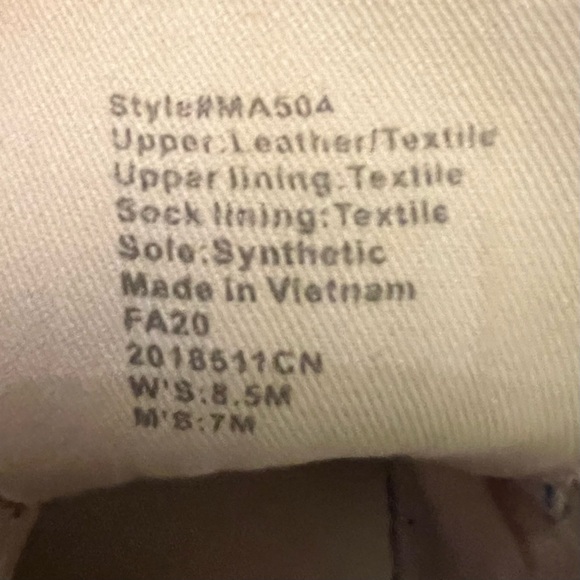 Style#MA504
Upper:Leather/Textile
Upper lining:Textile
Sock lining:Textile
Sole:Synthetic
Made in Vietnam
FA20
2018511CN
W'S:8.5M
M'S:7M